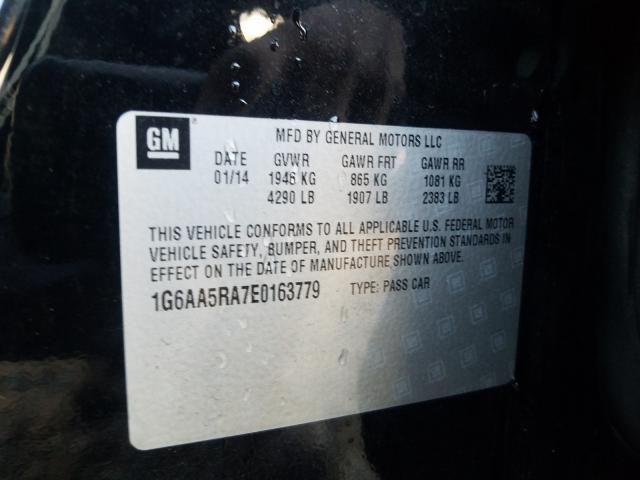 GM
MFD BY GENERAL MOTORS LLC
DATE GVWR GAWR FRT GAWR RR
01/14 1946 KG 865 KG 1081 KG
4290 LB 1907 LB 2383 LB
THIS VEHICLE CONFORMS TO ALL APPLICABLE U.S. FEDERAL MOTOR
VEHICLE SAFETY, BUMPER, AND THEFT PREVENTION STANDARDS IN
EFFECT ON THE DATE OF MANUFACTURE SHOWN ABOVE.
1G6AA5RA7E0163779 TYPE: PASS CAR